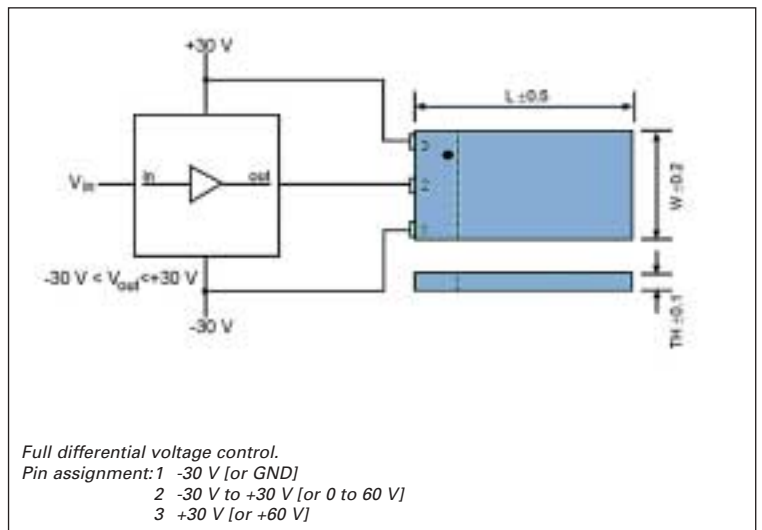 +30 V
L ±0.5
3
V in
in
out
2
W ±0.2
1
-30 V < Vout<+30 V
-30 V
TH ±0.1
Full differential voltage control.
Pin assignment:1 -30 V [or GND]
2 -30 V to +30 V [or 0 to 60 V]
3 +30 V [or +60 V]